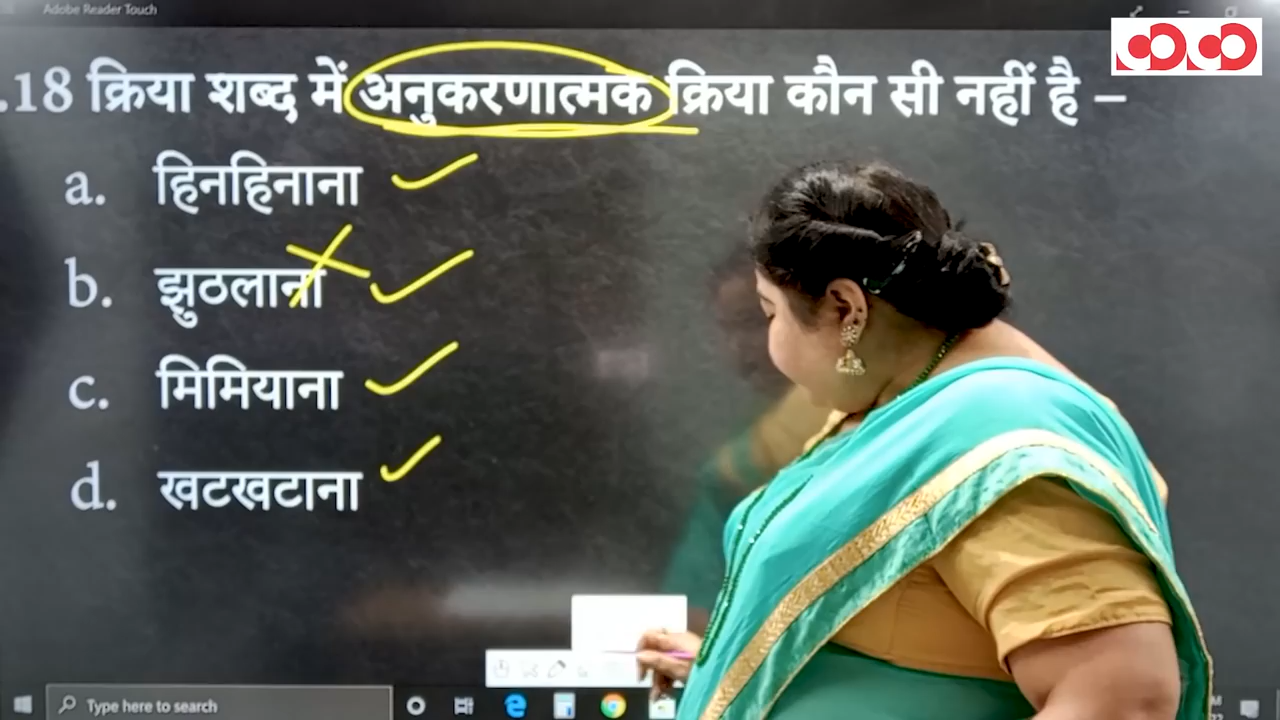 Adobe Reader Touch
.18 क्रिया शब्द में अनुकरणात्मक क्रिया कौन सी नहीं है –
a. हिनहिनाना
b. झुठलाना
c. मिमियाना
d. खटखटाना
Type here to search